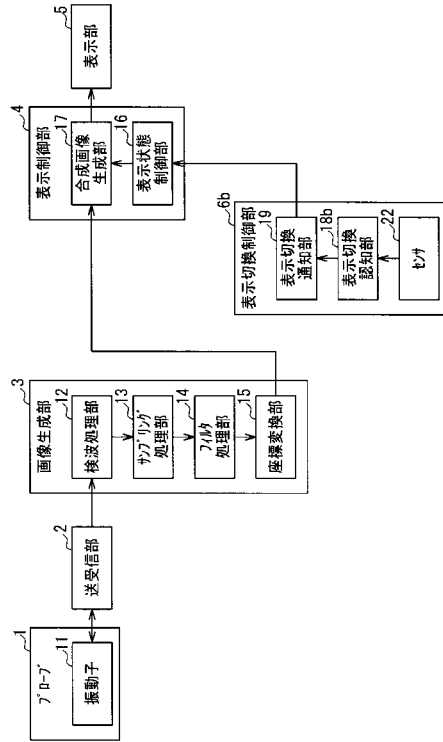 1
プローブ
11
振動子
2
送受信部
3
画像生成部
12
検波処理部
13
サンプリング
処理部
14
フィルタ
処理部
15
座標変換部
4
表示制御部
17
合成画像
生成部
16
表示状態
制御部
5
表示部
6b
表示切換制御部
19
表示切換
通知部
18b
表示切換
認知部
22
センサ